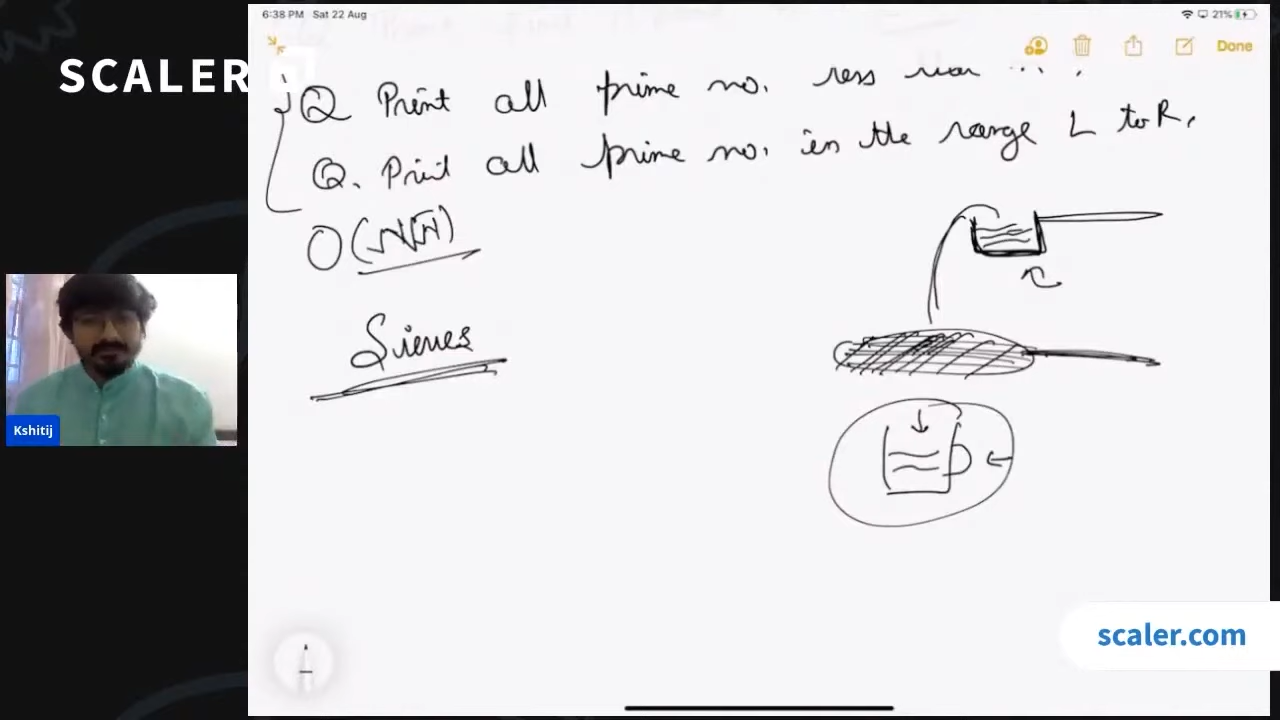 6:38 PM Sat 22 Aug
21%
SCALER
Done
Q Print all prime no. less
Q. Print all prime no. in the range L to R,
O(N√N)
Sieves
Kshitij
scaler.com